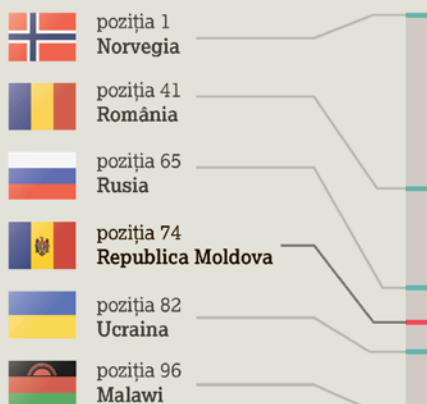 poziția 1
Norvegia
poziția 41
România
poziția 65
Rusia
poziția 74
Republica Moldova
poziția 82
Ucraina
poziția 96
Malawi